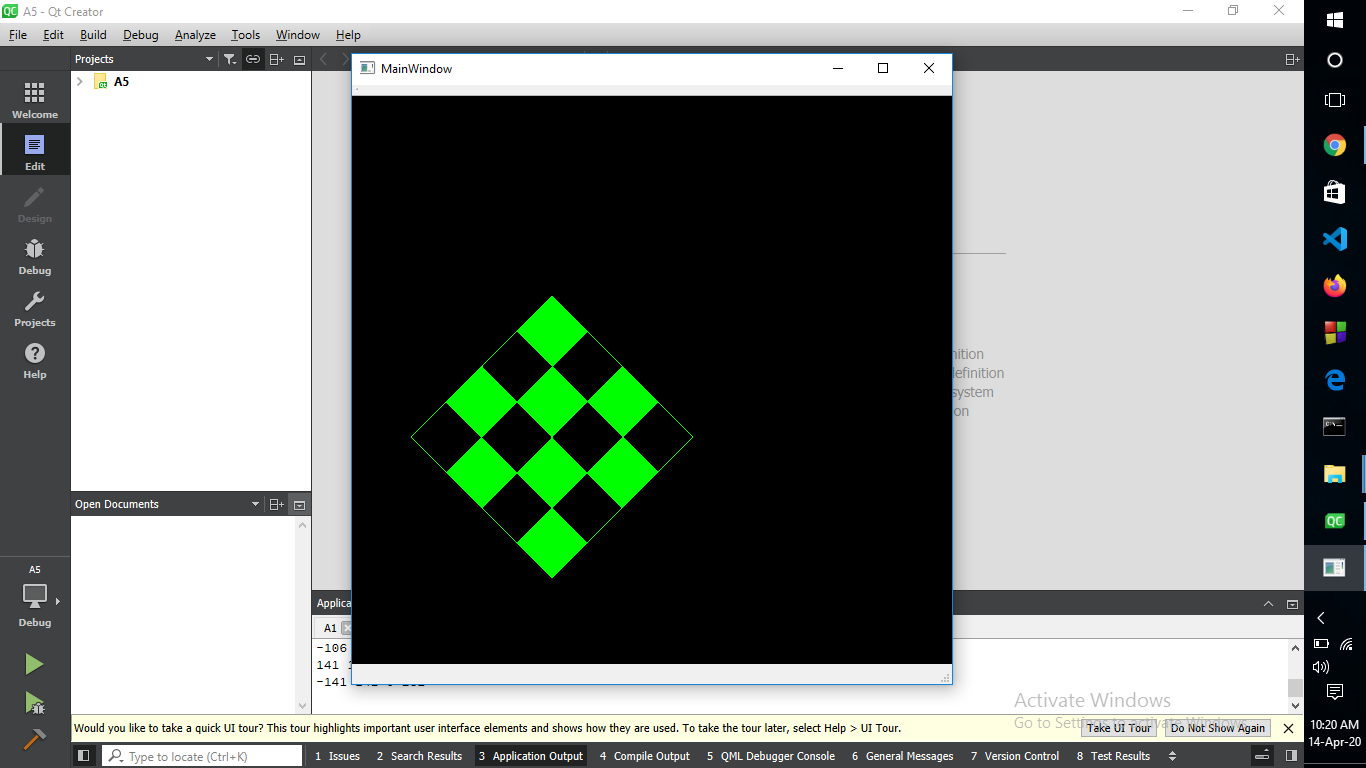 A5 - Qt Creator
File Edit Build Debug Analyze Tools Window Help
Projects
MainWindow
A5
Welcome
Edit
Design
Debug
Projects
Help
nition
definition
system
on
Open Documents
A5
Debug
Applica
A1
-106
141
-141
Activate Windows
Go to Settings to activate Windows.
Would you like to take a quick UI tour? This tour highlights important user interface elements and shows how they are used. To take the tour later, select Help > UI Tour.
Take UI Tour
Do Not Show Again
Type to locate (Ctrl+K)
1 Issues 2 Search Results 3 Application Output 4 Compile Output 5 QML Debugger Console 6 General Messages 7 Version Control 8 Test Results
10:20 AM
14-Apr-20